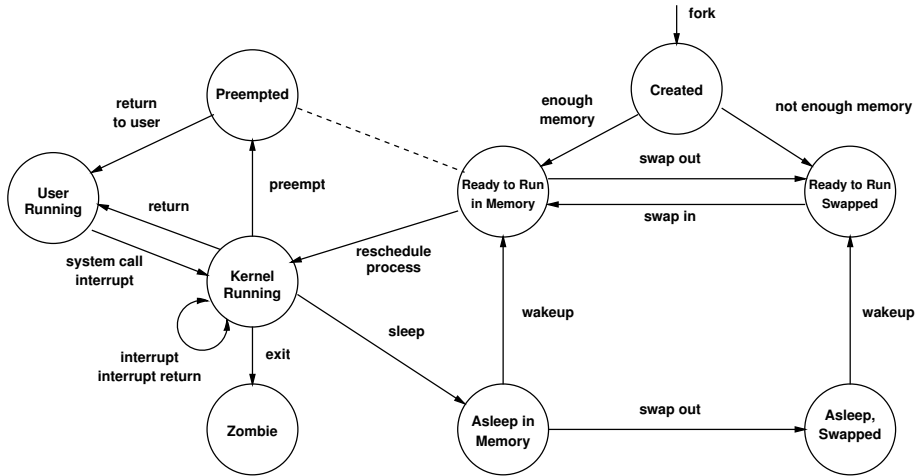 fork
Created
enough
memory
not enough memory
Preempted
return
to user
preempt
User
Running
return
system call
interrupt
Kernel
Running
interrupt
interrupt return
exit
Zombie
reschedule
process
sleep
Ready to Run
in Memory
swap out
swap in
Ready to Run
Swapped
wakeup
wakeup
Asleep in
Memory
swap out
Asleep,
Swapped